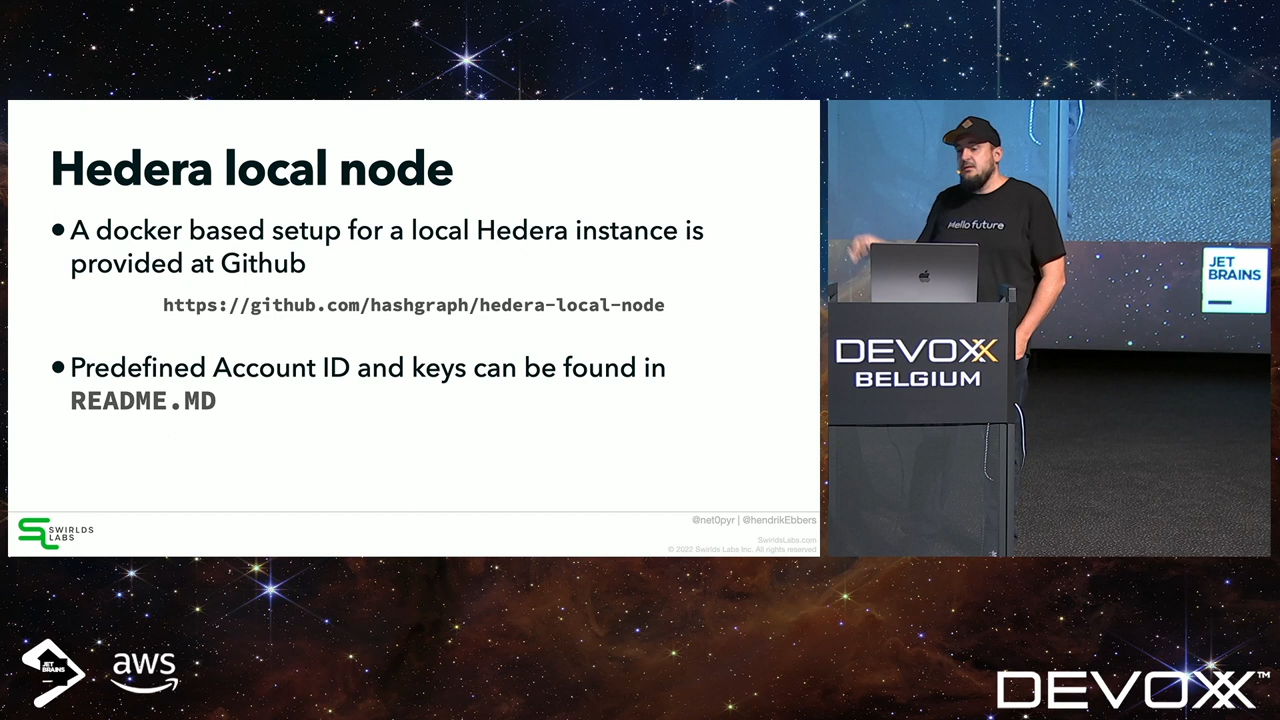 Hedera local node
•A docker based setup for a local Hedera instance is
provided at Github
https://github.com/hashgraph/hedera-local-node
•Predefined Account ID and keys can be found in
README.MD
SWIRLDS
LABS
@net0pyr | @hendrikEbbers
SwirldsLabs.com
© 2022 Swirlds Labs Inc. All rights reserved
Hello future
JET
BRAINS
DEVOXX
BELGIUM
JET
BRAINS
aws
DEVOXX™